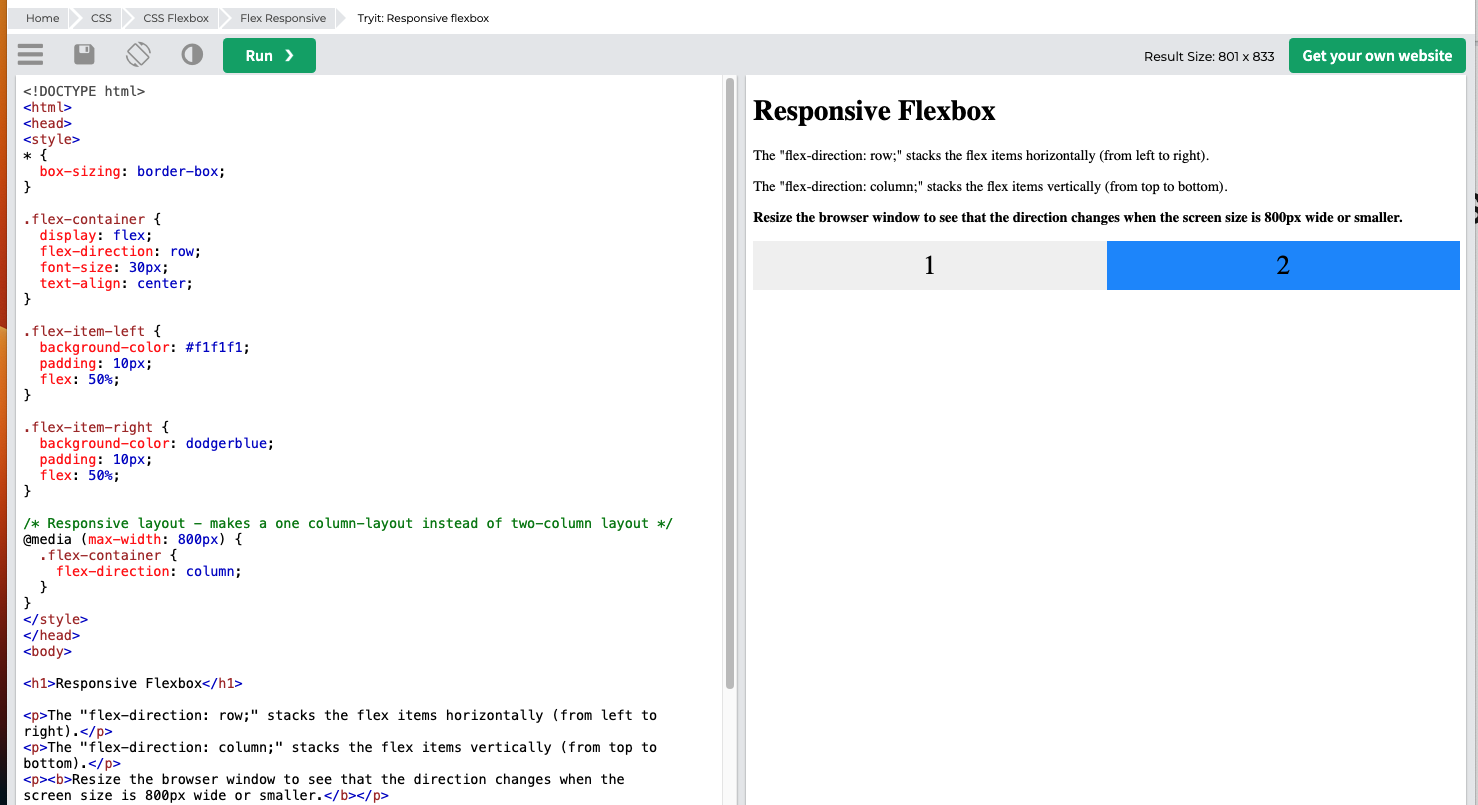 Home CSS CSS Flexbox Flex Responsive Tryit: Responsive flexbox
Run ❯ Result Size: 801 x 833 Get your own website
<!DOCTYPE html>
<html>
<head>
<style>
* {
  box-sizing: border-box;
}

.flex-container {
  display: flex;
  flex-direction: row;
  font-size: 30px;
  text-align: center;
}

.flex-item-left {
  background-color: #f1f1f1;
  padding: 10px;
  flex: 50%;
}

.flex-item-right {
  background-color: dodgerblue;
  padding: 10px;
  flex: 50%;
}

/* Responsive layout - makes a one column-layout instead of two-column layout */
@media (max-width: 800px) {
  .flex-container {
    flex-direction: column;
  }
}
</style>
</head>
<body>

<h1>Responsive Flexbox</h1>

<p>The "flex-direction: row;" stacks the flex items horizontally (from left to
right).</p>
<p>The "flex-direction: column;" stacks the flex items vertically (from top to
bottom).</p>
<p><b>Resize the browser window to see that the direction changes when the
screen size is 800px wide or smaller.</b></p>
Responsive Flexbox
The "flex-direction: row;" stacks the flex items horizontally (from left to right).
The "flex-direction: column;" stacks the flex items vertically (from top to bottom).
Resize the browser window to see that the direction changes when the screen size is 800px wide or smaller.
1 2